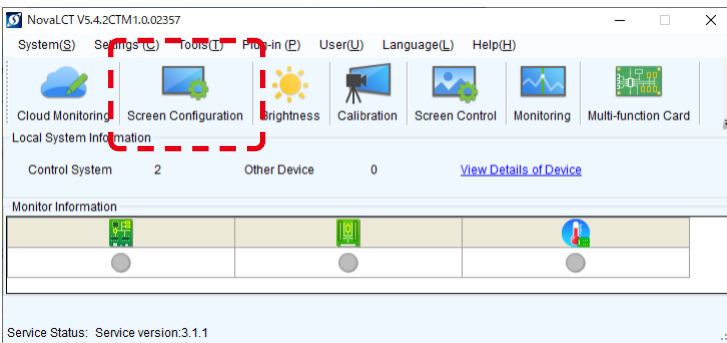 NovaLCT V5.4.2CTM1.0.02357
System(S) Settings (C) Tools(T) Plug-in (P) User(U) Language(L) Help(H)
Cloud Monitoring Screen Configuration Brightness Calibration Screen Control Monitoring Multi-function Card
Local System Information
Control System 2 Other Device 0 View Details of Device
Monitor Information
Service Status: Service version:3.1.1